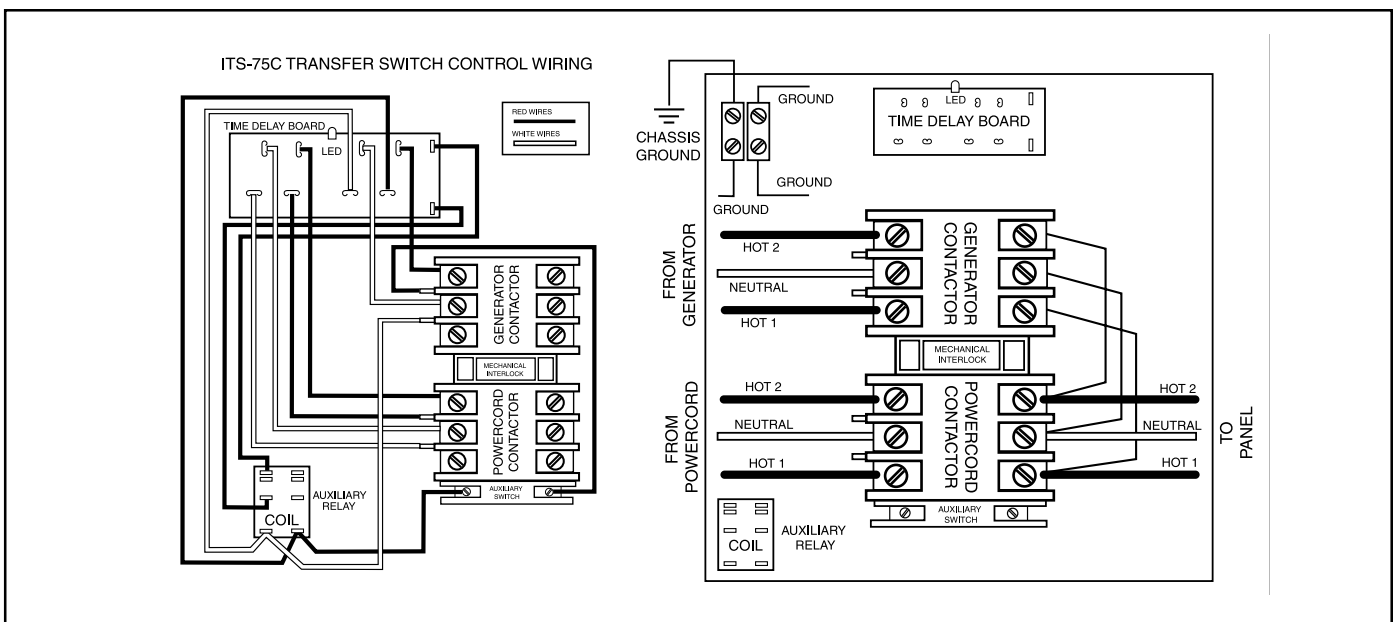 ITS-75C TRANSFER SWITCH CONTROL WIRING
RED WIRES
WHITE WIRES
TIME DELAY BOARD
LED
GENERATOR
CONTACTOR
MECHANICAL
INTERLOCK
POWERCORD
CONTACTOR
AUXILIARY
SWITCH
AUXILIARY
RELAY
COIL
CHASSIS
GROUND
GROUND
GROUND
GROUND
LED
TIME DELAY BOARD
FROM
GENERATOR
HOT 2
NEUTRAL
HOT 1
GENERATOR
CONTACTOR
MECHANICAL
INTERLOCK
FROM
POWERCORD
HOT 2
NEUTRAL
HOT 1
POWERCORD
CONTACTOR
HOT 2
NEUTRAL
HOT 1
TO
PANEL
AUXILIARY
SWITCH
COIL
AUXILIARY
RELAY